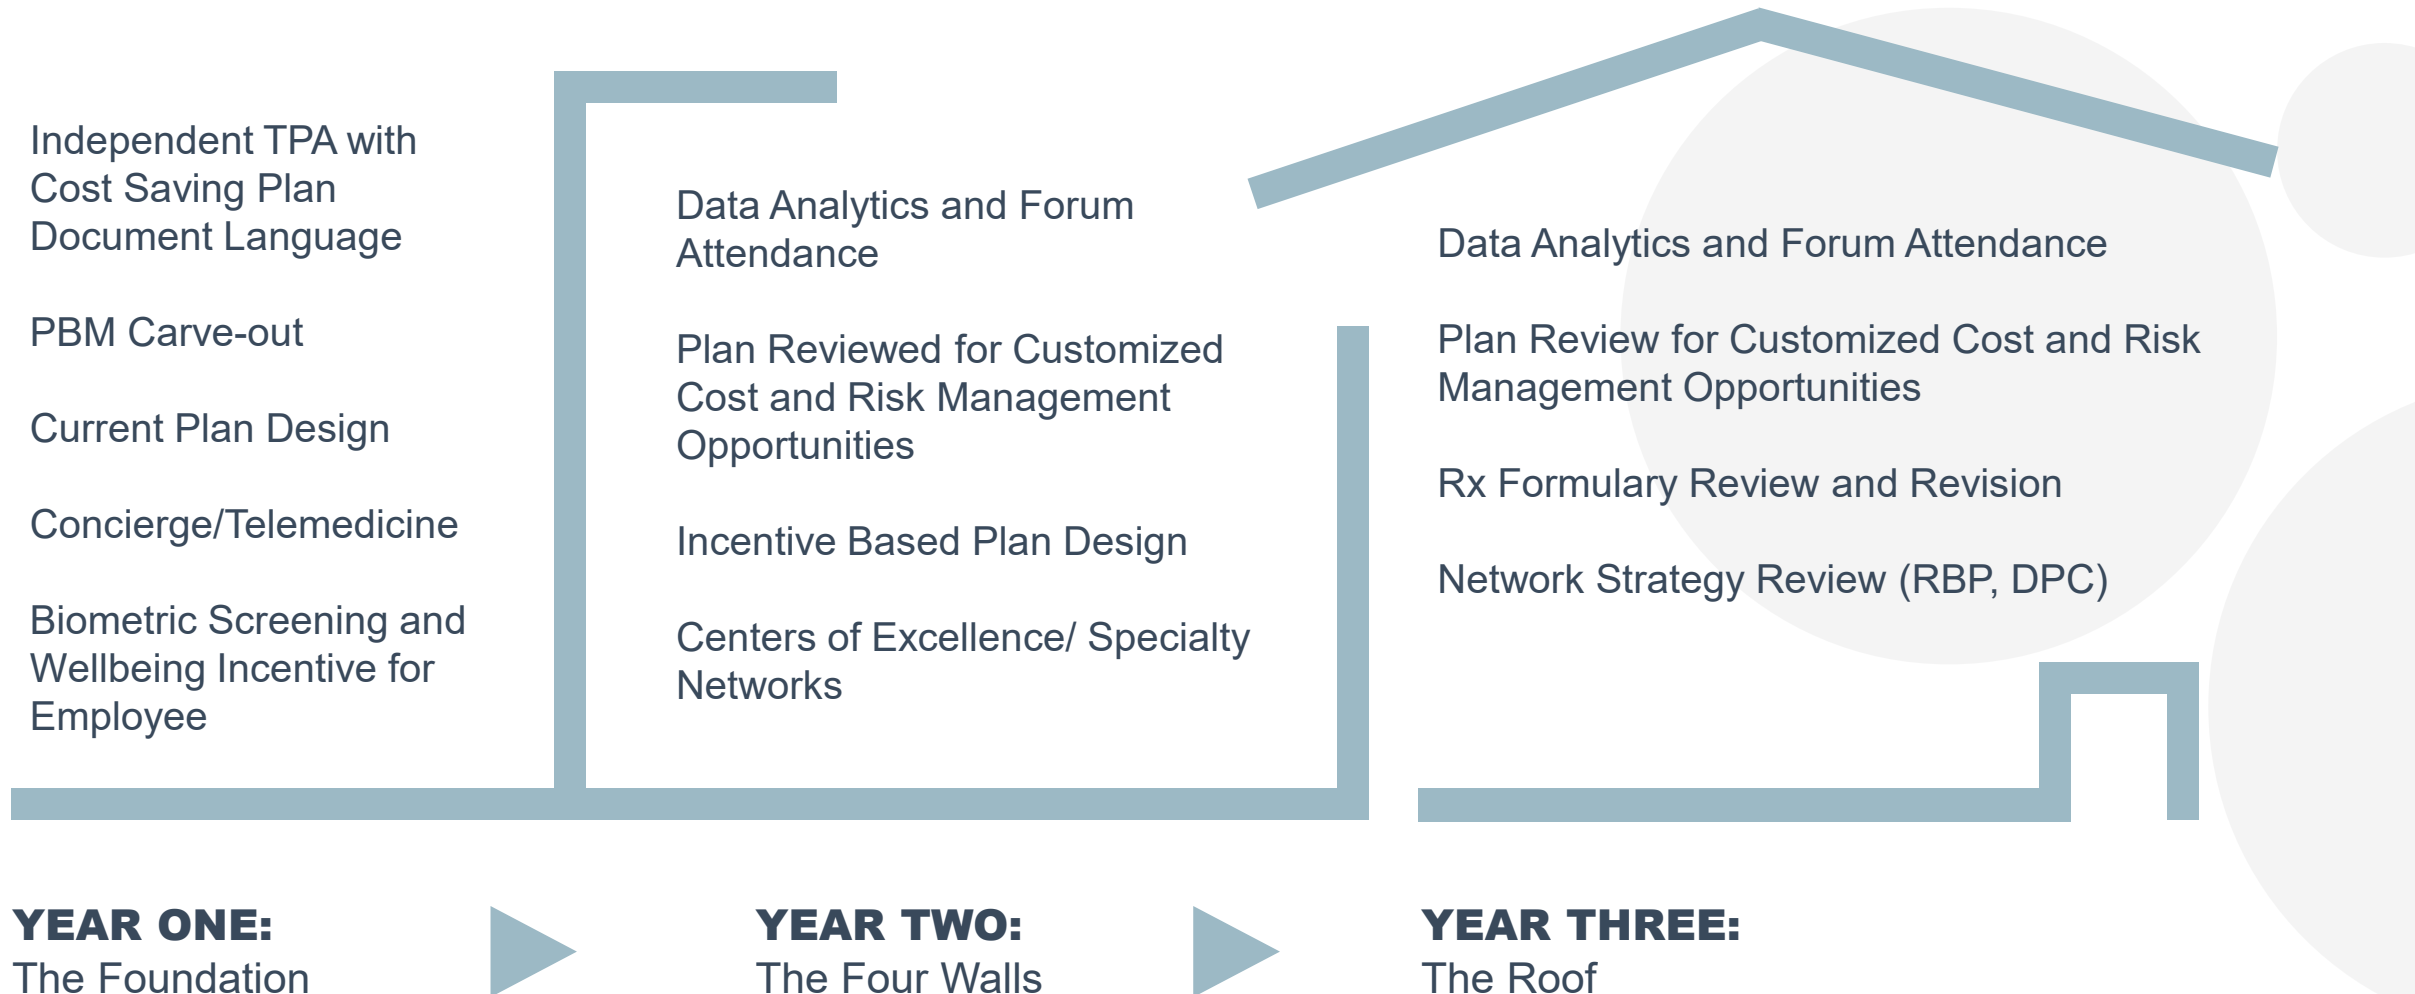 Independent TPA with
Cost Saving Plan
Document Language
PBM Carve-out
Current Plan Design
Concierge/Telemedicine
Biometric Screening and
Wellbeing Incentive for
Employee
Data Analytics and Forum
Attendance
Plan Reviewed for Customized
Cost and Risk Management
Opportunities
Incentive Based Plan Design
Centers of Excellence/ Specialty
Networks
Data Analytics and Forum Attendance
Plan Review for Customized Cost and Risk
Management Opportunities
Rx Formulary Review and Revision
Network Strategy Review (RBP, DPC)
YEAR ONE:
The Foundation
YEAR TWO:
The Four Walls
YEAR THREE:
The Roof